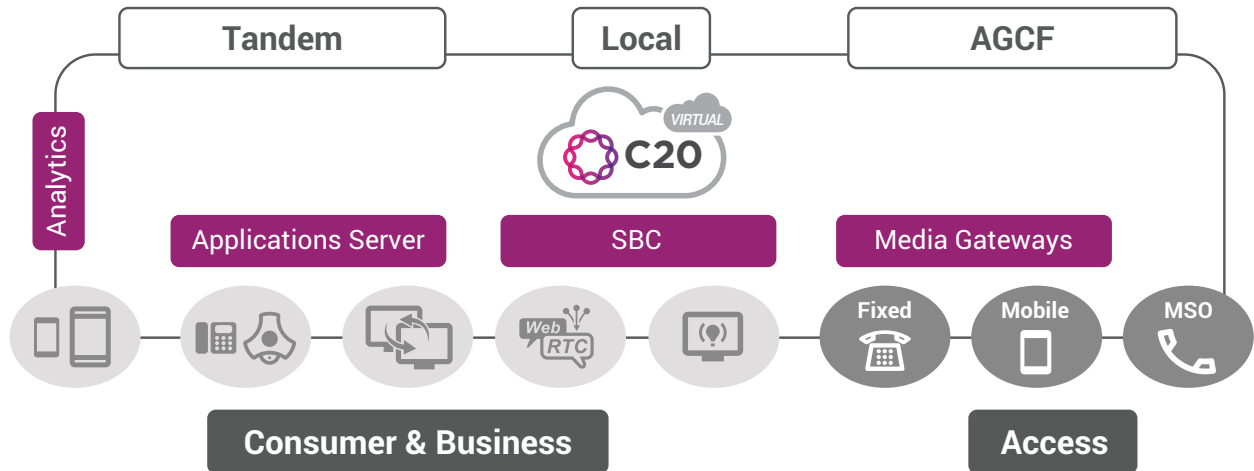 Tandem
Local
AGCF
VIRTUAL
C20
Analytics
Applications Server
SBC
Media Gateways
Web
RTC
Fixed
Mobile
MSO
Consumer & Business
Access